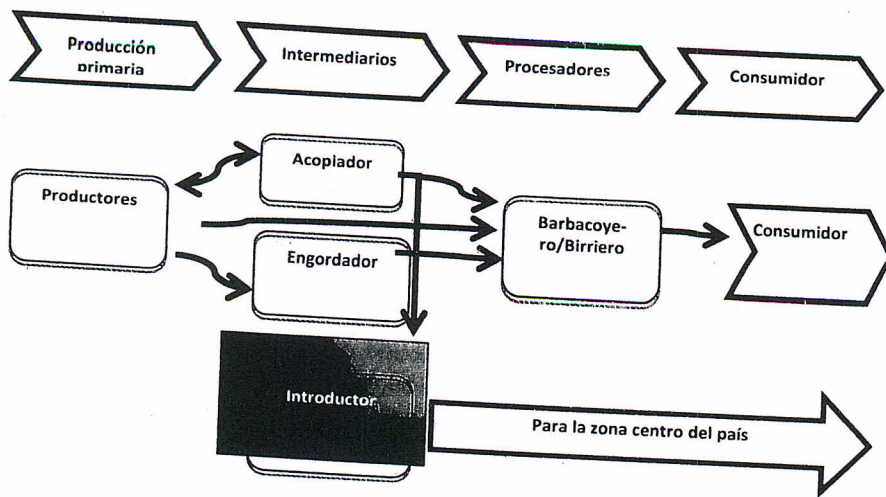 Producción
primaria
Intermediarios
Procesadores
Consumidor
Productores
Acopiador
Engordador
Barbacoye-
ro/Birriero
Consumidor
Introductor
Para la zona centro del país